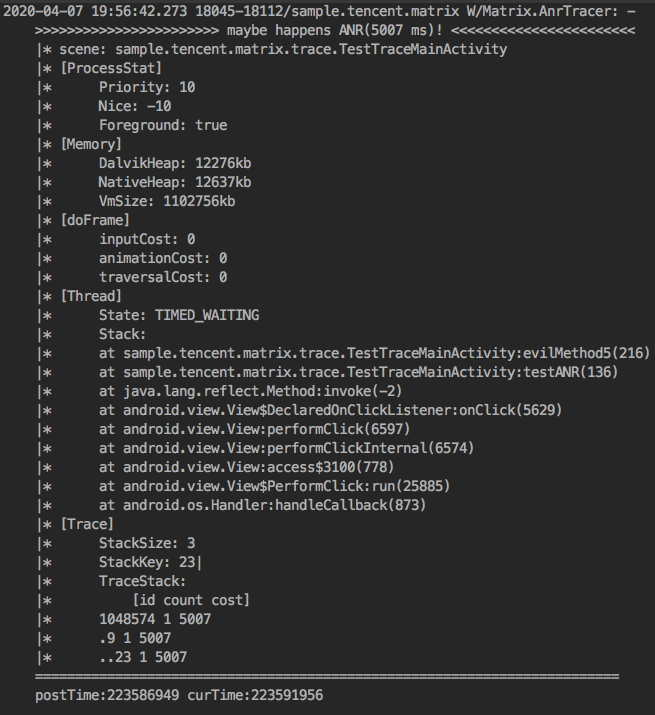 2020-04-07 19:56:42.273 18045-18112/sample.tencent.matrix W/Matrix.AnrTracer: -
>>>>>>>>>>>>>>>>>>>>>>> maybe happens ANR(5007 ms)! <<<<<<<<<<<<<<<<<<<<<<<
|* scene: sample.tencent.matrix.trace.TestTraceMainActivity
|* [ProcessStat]
|*      Priority: 10
|*      Nice: -10
|*      Foreground: true
|* [Memory]
|*      DalvikHeap: 12276kb
|*      NativeHeap: 12637kb
|*      VmSize: 1102756kb
|* [doFrame]
|*      inputCost: 0
|*      animationCost: 0
|*      traversalCost: 0
|* [Thread]
|*      State: TIMED_WAITING
|*      Stack:
|*      at sample.tencent.matrix.trace.TestTraceMainActivity:evilMethod5(216)
|*      at sample.tencent.matrix.trace.TestTraceMainActivity:testANR(136)
|*      at java.lang.reflect.Method:invoke(-2)
|*      at android.view.View$DeclaredOnClickListener:onClick(5629)
|*      at android.view.View:performClick(6597)
|*      at android.view.View:performClickInternal(6574)
|*      at android.view.View:access$3100(778)
|*      at android.view.View$PerformClick:run(25885)
|*      at android.os.Handler:handleCallback(873)
|* [Trace]
|*      StackSize: 3
|*      StackKey: 23|
|*      TraceStack:
|*          [id count cost]
|*      1048574 1 5007
|*      .9 1 5007
|*      ..23 1 5007
=========================================================================
postTime:223586949 curTime:223591956